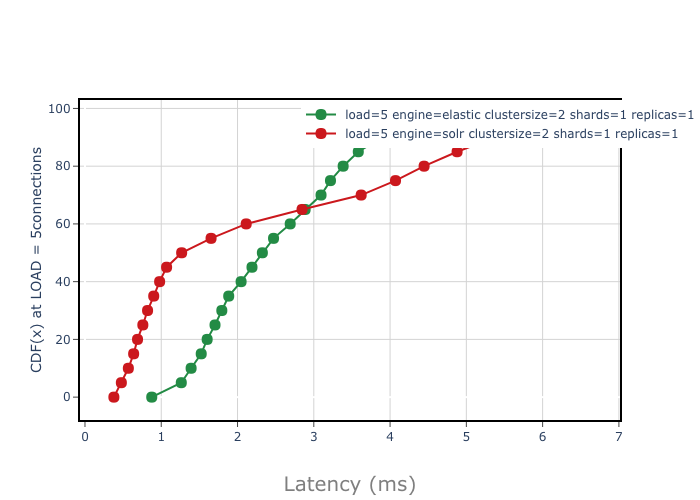 load=5 engine=elastic clustersize=2 shards=1 replicas=1
load=5 engine=solr clustersize=2 shards=1 replicas=1
CDF(x) at LOAD = 5connections
100
80
60
40
20
0
0 1 2 3 4 5 6 7
Latency (ms)